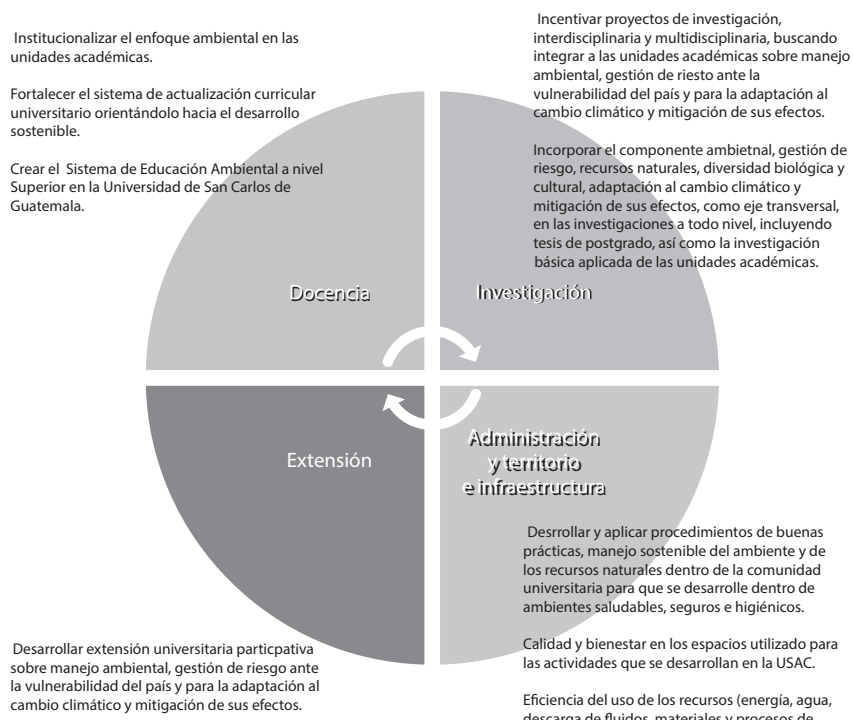 Institucionalizar el enfoque ambiental en las
unidades académicas.
Fortalecer el sistema de actualización curricular
universitario orientándolo hacia el desarrollo
sostenible.
Crear el Sistema de Educación Ambiental a nivel
Superior en la Universidad de San Carlos de
Guatemala.
Incentivar proyectos de investigación,
interdisciplinaria y multidisciplinaria, buscando
integrar a las unidades académicas sobre manejo
ambiental, gestión de riesto ante la
vulnerabilidad del país y para la adaptación al
cambio climático y mitigación de sus efectos.
Incorporar el componente ambietnal, gestión de
riesgo, recursos naturales, diversidad biológica y
cultural, adaptación al cambio climático y
mitigación de sus efectos, como eje transversal,
en las investigaciones a todo nivel, incluyendo
tesis de postgrado, así como la investigación
básica aplicada de las unidades académicas.
Docencia
Investigación
Extensión
Administración
y territorio
e infraestructura
Desarrollar extensión universitaria particpativa
sobre manejo ambiental, gestión de riesgo ante
la vulnerabilidad del país y para la adaptación al
cambio climático y mitigación de sus efectos.
Desrrollar y aplicar procedimientos de buenas
prácticas, manejo sostenible del ambiente y de
los recursos naturales dentro de la comunidad
universitaria para que se desarrolle dentro de
ambientes saludables, seguros e higiénicos.
Calidad y bienestar en los espacios utilizado para
las actividades que se desarrollan en la USAC.
Eficiencia del uso de los recursos (energía, agua,
descarga de fluidos, materiales y procesos de